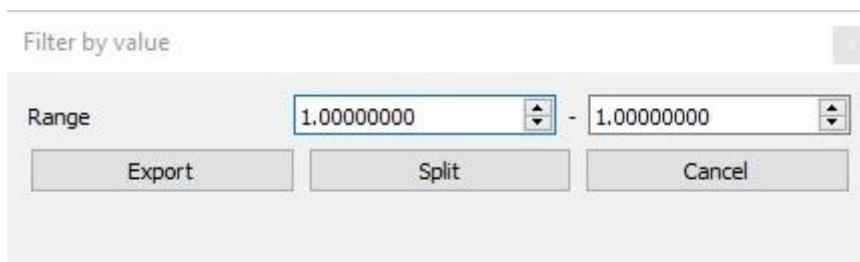 Filter by value
Range 1.00000000 - 1.00000000
Export Split Cancel